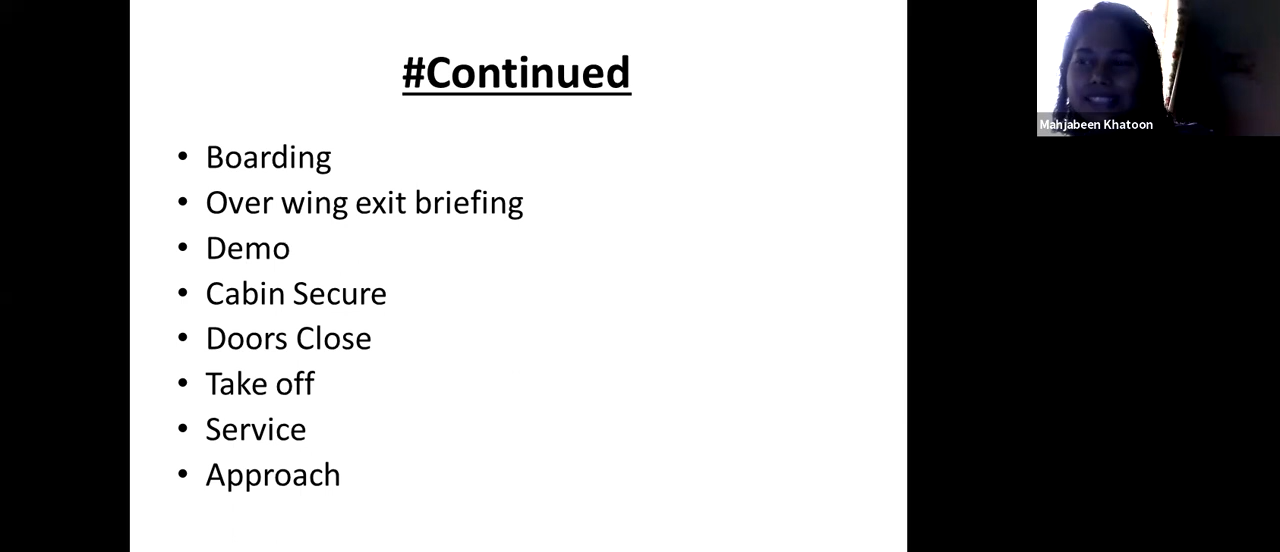 #Continued
• Boarding
• Over wing exit briefing
• Demo
• Cabin Secure
• Doors Close
• Take off
• Service
• Approach
Mahjabeen Khatoon